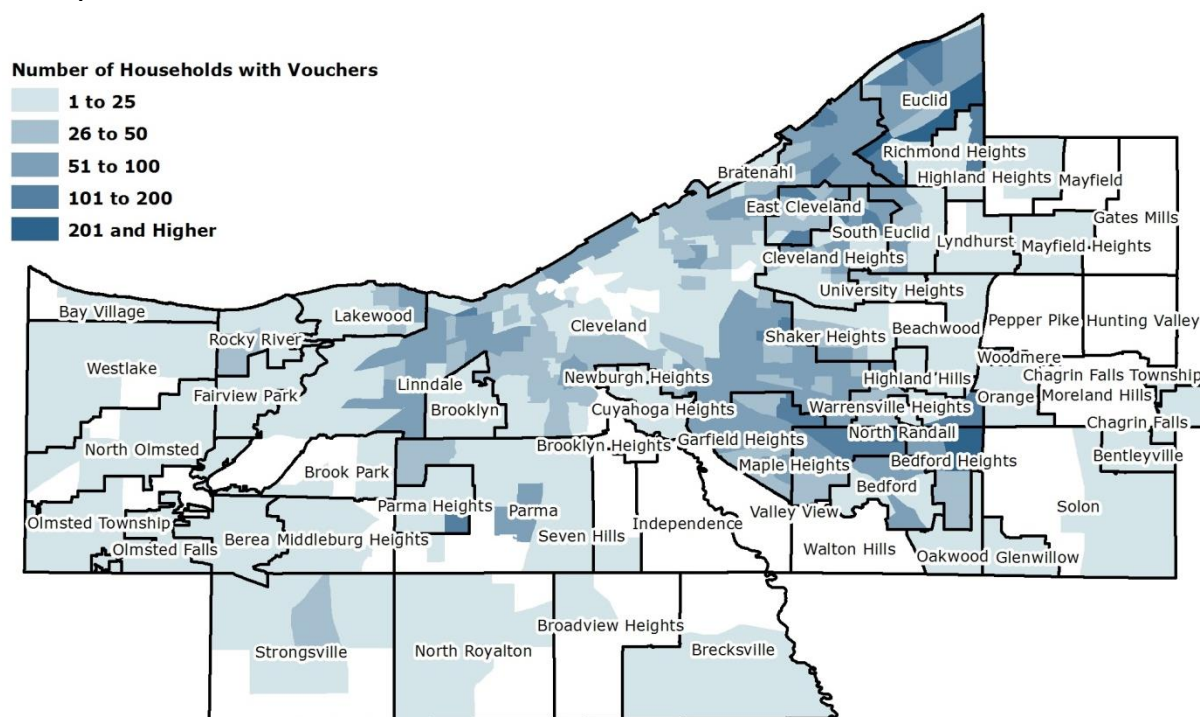 Number of Households with Vouchers
1 to 25
26 to 50
51 to 100
101 to 200
201 and Higher
Euclid
Richmond Heights
Bratenahl
Highland Heights
Mayfield
East Cleveland
Gates Mills
South Euclid
Lyndhurst
Mayfield Heights
Cleveland Heights
University Heights
Bay Village
Lakewood
Cleveland
Beachwood
Pepper Pike
Hunting Valley
Rocky River
Shaker Heights
Woodmere
Westlake
Chagrin Falls Township
Newburgh Heights
Highland Hills
Linndale
Fairview Park
Orange
Moreland Hills
Brooklyn
Cuyahoga Heights
Warrensville Heights
Chagrin Falls
North Randall
Garfield Heights
Brooklyn Heights
North Olmsted
Bentleyville
Bedford Heights
Maple Heights
Brook Park
Bedford
Parma Heights
Parma
Valley View
Solon
Olmsted Township
Independence
Berea
Middleburg Heights
Seven Hills
Olmsted Falls
Walton Hills
Oakwood
Glenwillow
Broadview Heights
Strongsville
North Royalton
Brecksville